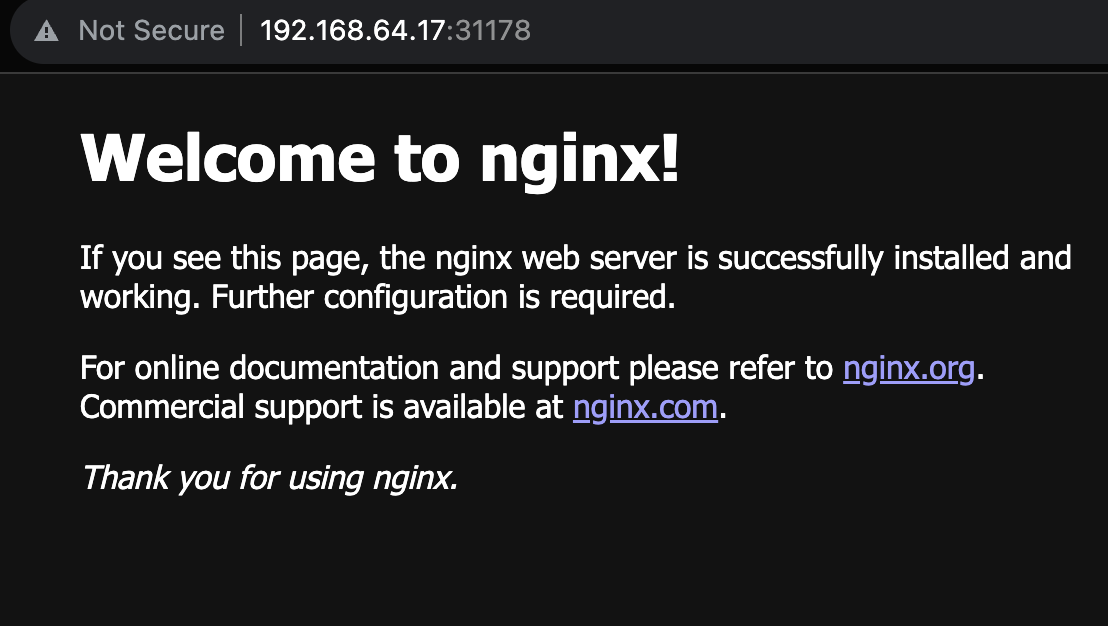 Not Secure | 192.168.64.17:31178
Welcome to nginx!
If you see this page, the nginx web server is successfully installed and
working. Further configuration is required.
For online documentation and support please refer to nginx.org.
Commercial support is available at nginx.com.
Thank you for using nginx.